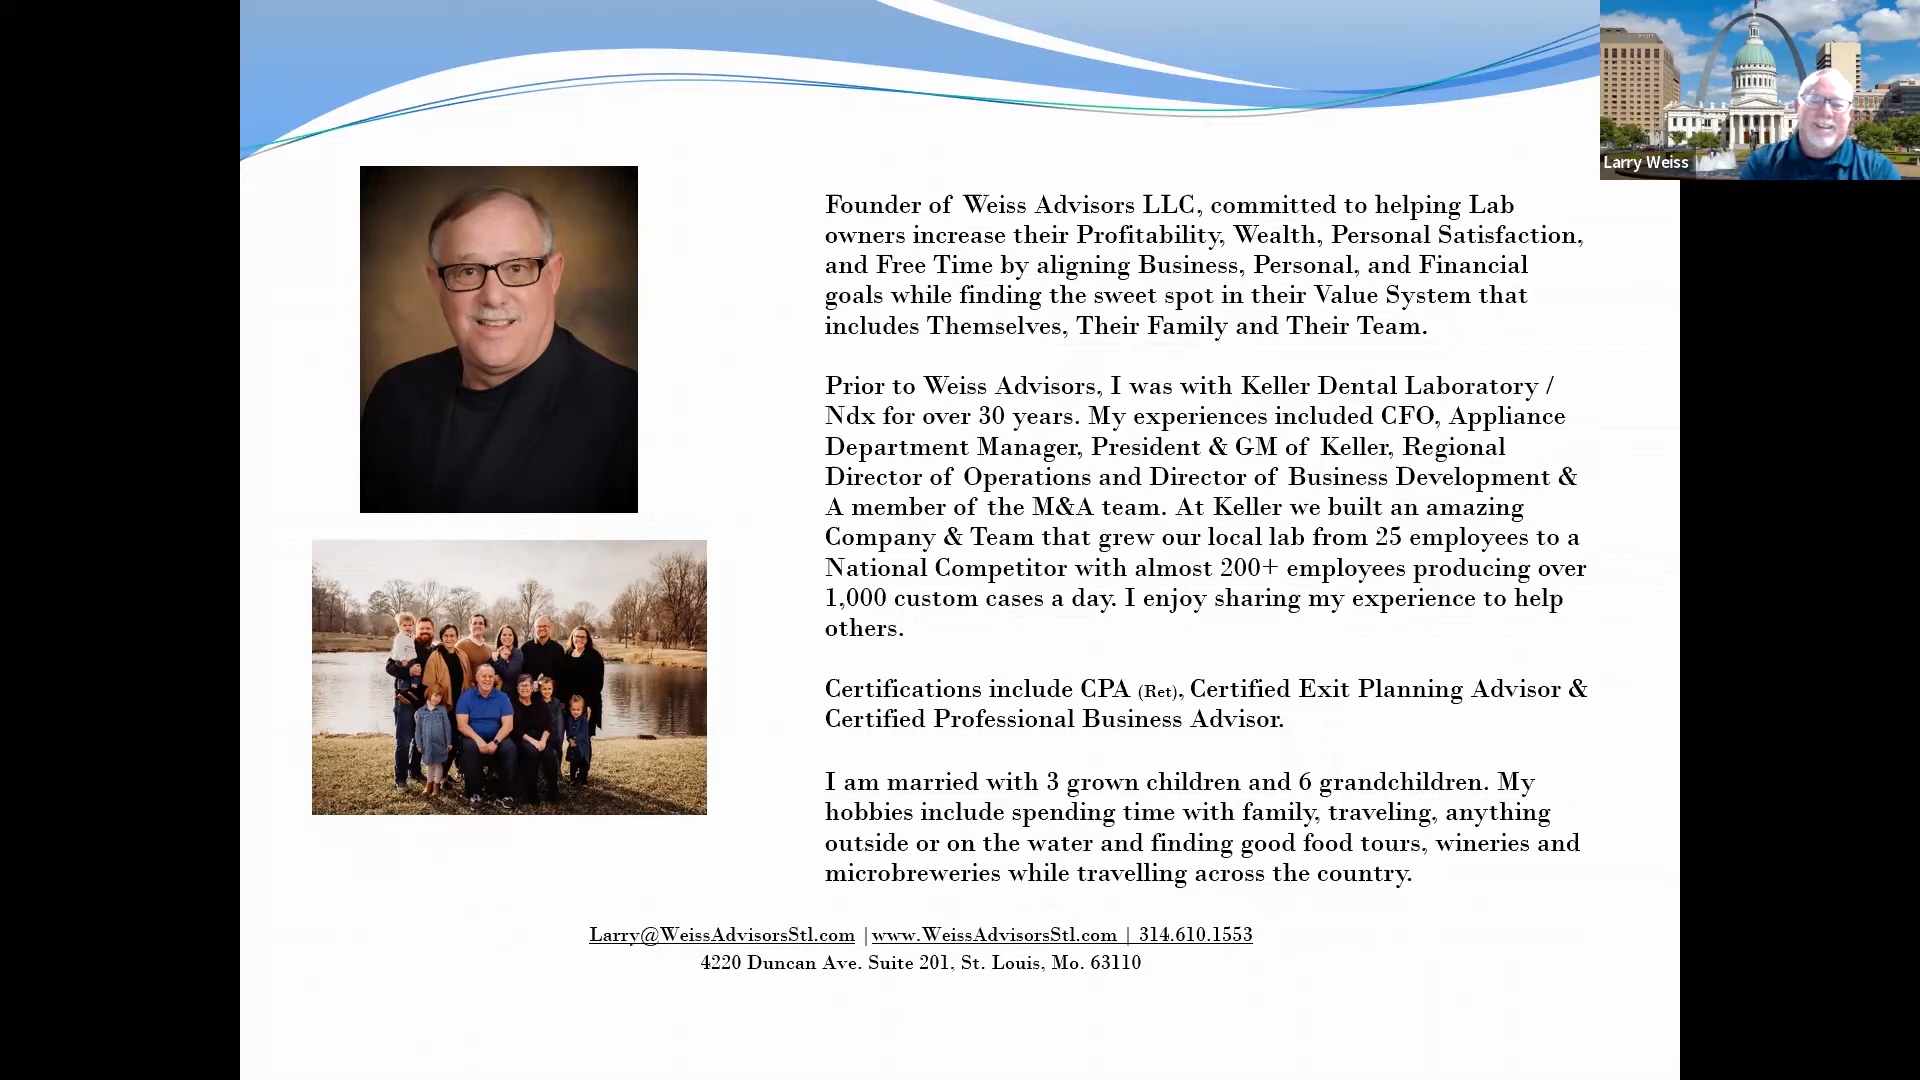 Larry Weiss
Founder of Weiss Advisors LLC, committed to helping Lab
owners increase their Profitability, Wealth, Personal Satisfaction,
and Free Time by aligning Business, Personal, and Financial
goals while finding the sweet spot in their Value System that
includes Themselves, Their Family and Their Team.
Prior to Weiss Advisors, I was with Keller Dental Laboratory /
Ndx for over 30 years. My experiences included CFO, Appliance
Department Manager, President & GM of Keller, Regional
Director of Operations and Director of Business Development &
A member of the M&A team. At Keller we built an amazing
Company & Team that grew our local lab from 25 employees to a
National Competitor with almost 200+ employees producing over
1,000 custom cases a day. I enjoy sharing my experience to help
others.
Certifications include CPA (Ret), Certified Exit Planning Advisor &
Certified Professional Business Advisor.
I am married with 3 grown children and 6 grandchildren. My
hobbies include spending time with family, traveling, anything
outside or on the water and finding good food tours, wineries and
microbreweries while travelling across the country.
Larry@WeissAdvisorsStl.com | www.WeissAdvisorsStl.com | 314.610.1553
4220 Duncan Ave. Suite 201, St. Louis, Mo. 63110